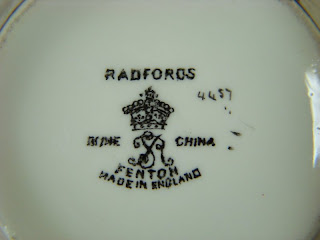 RADFORDS
4457
BONE CHINA
FENTON
MADE IN ENGLAND